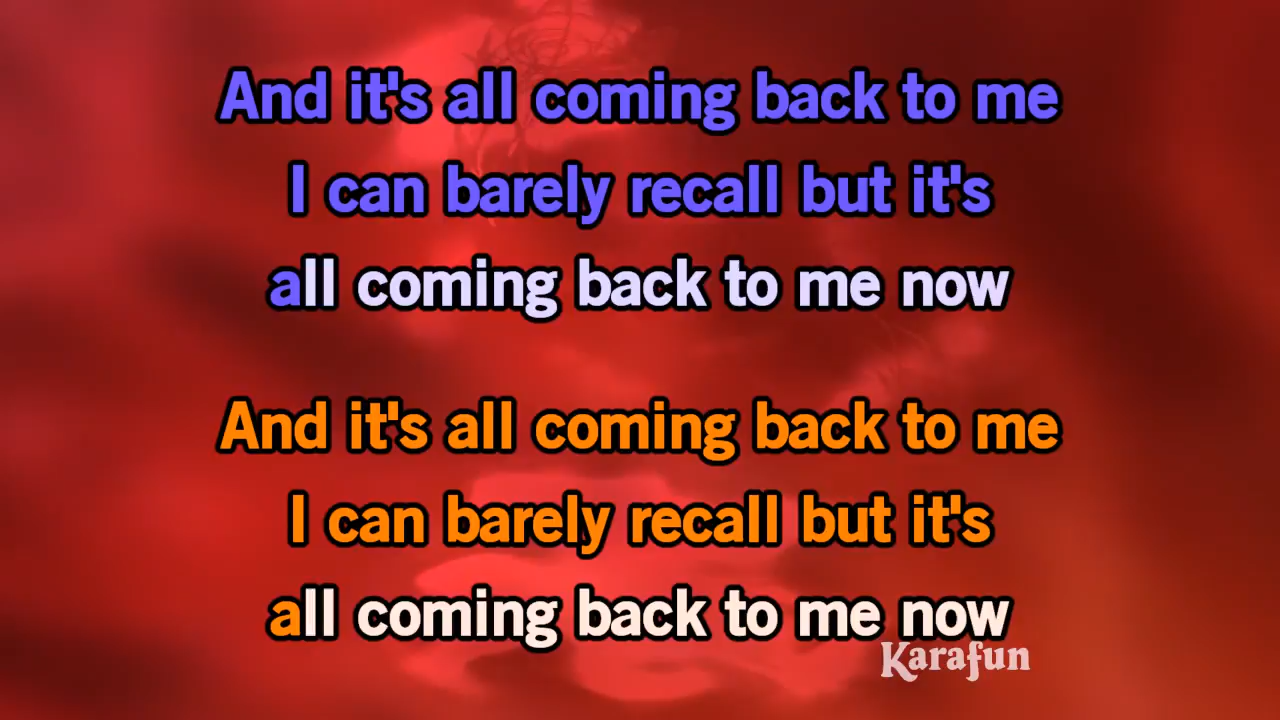 And it's all coming back to me
I can barely recall but it's
all coming back to me now
And it's all coming back to me
I can barely recall but it's
all coming back to me now
Karafun